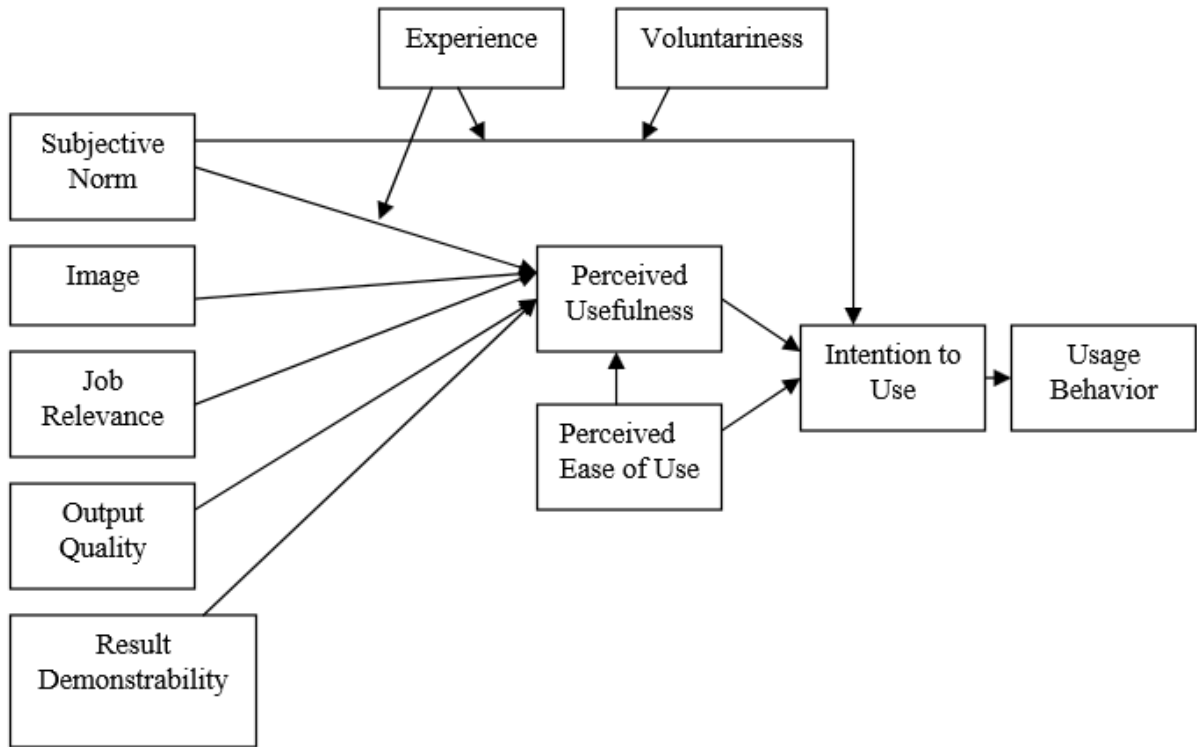 Experience
Voluntariness
Subjective
Norm
Image
Perceived
Usefulness
Job
Relevance
Intention to
Use
Usage
Behavior
Perceived
Ease of Use
Output
Quality
Result
Demonstrability